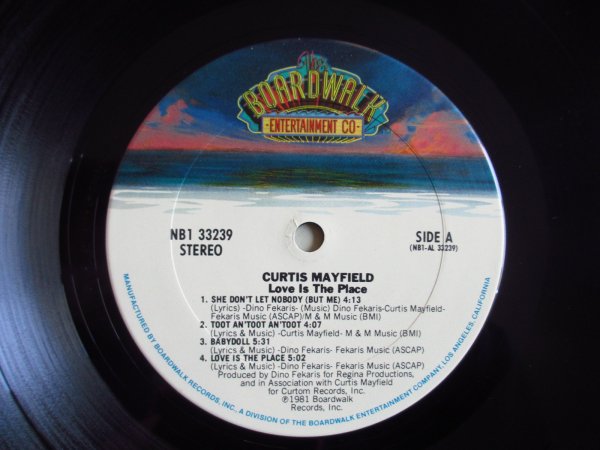 The
BOARDWALK
ENTERTAINMENT CO
NB1 33239
STEREO
SIDE A
(NB1-AL 33239)
CURTIS MAYFIELD
Love Is The Place
1. SHE DON'T LET NOBODY (BUT ME) 4:13
(Lyrics) -Dino Fekaris- (Music) Dino Fekaris-Curtis Mayfield-
Fekaris Music (ASCAP)/M & M Music (BMI)
2. TOOT AN'TOOT AN'TOOT 4:07
(Lyrics & Music) -Curtis Mayfield- M & M Music (BMI)
3. BABYDOLL 5:31
(Lyrics & Music) -Dino Fekaris- Fekaris Music (ASCAP)
4. LOVE IS THE PLACE 5:02
(Lyrics & Music) -Dino Fekaris- Fekaris Music (ASCAP)
Produced by Dino Fekaris for Regina Productions,
and in Association with Curtis Mayfield
for Curtom Records, Inc.
℗1981 Boardwalk
Records, Inc.
MANUFACTURED BY BOARDWALK RECORDS, INC., A DIVISION OF THE BOARDWALK ENTERTAINMENT COMPANY, LOS ANGELES, CALIFORNIA